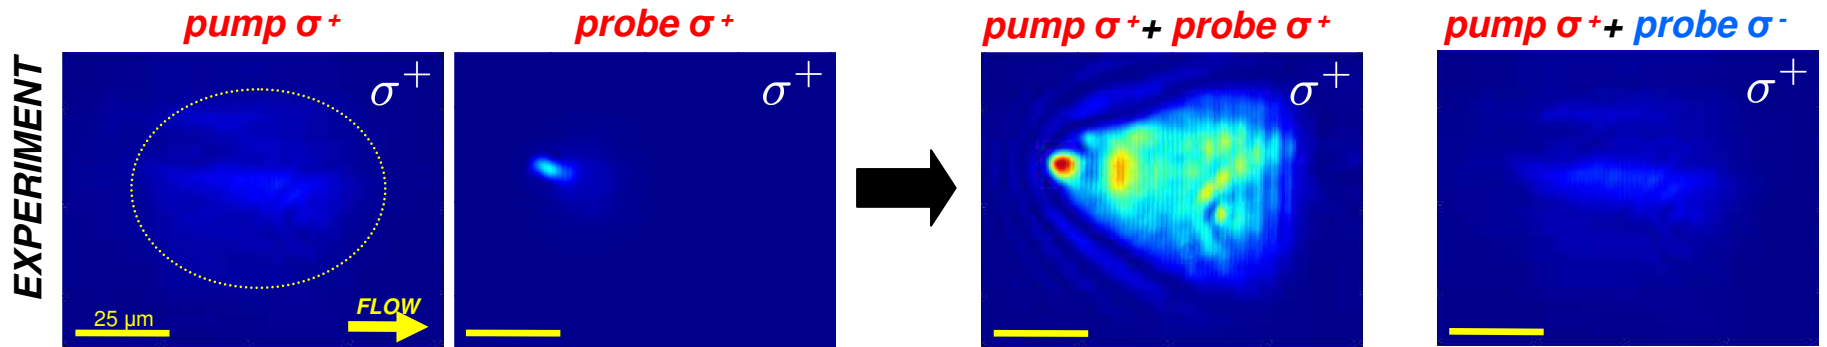 EXPERIMENT
pump σ⁺
probe σ⁺
pump σ⁺+ probe σ⁺
pump σ⁺+ probe σ⁻
σ⁺
σ⁺
σ⁺
σ⁺
25 µm
FLOW